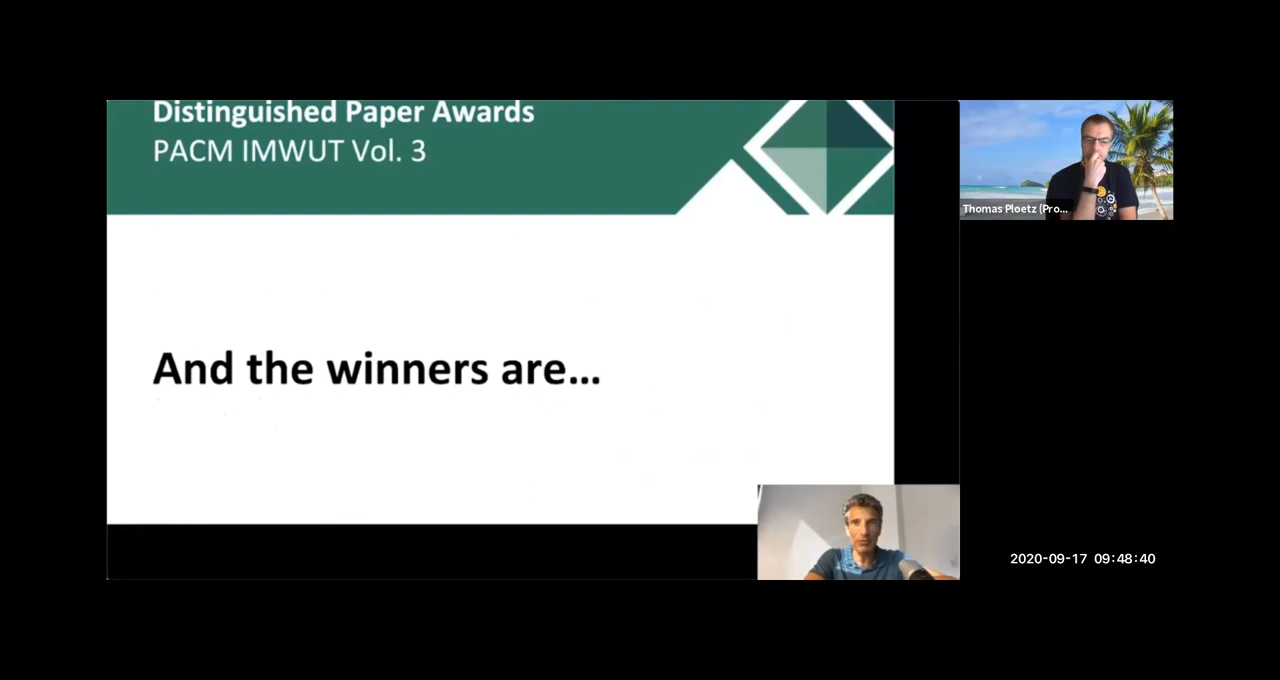 Distinguished Paper Awards
PACM IMWUT Vol. 3
And the winners are...
Thomas Ploetz (Pro...
2020-09-17 09:48:40